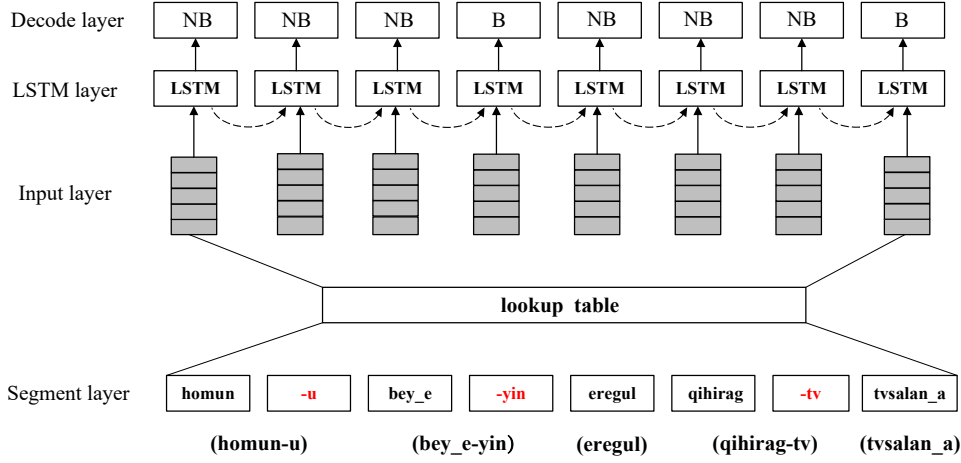 Decode layer NB NB NB B NB NB NB B
LSTM layer LSTM LSTM LSTM LSTM LSTM LSTM LSTM LSTM
Input layer
lookup table
Segment layer homun -u bey_e -yin eregul qihirag -tv tvsalan_a
(homun-u) (bey_e-yin) (eregul) (qihirag-tv) (tvsalan_a)